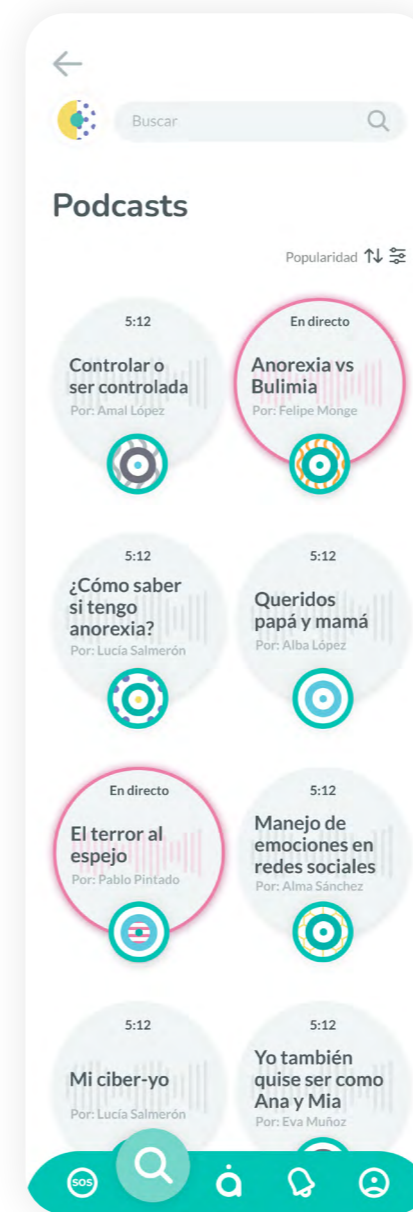 Buscar
Podcasts
Popularidad
5:12
Controlar o
ser controlada
Por: Amal López
En directo
Anorexia vs
Bulimia
Por: Felipe Monge
5:12
¿Cómo saber
si tengo
anorexia?
Por: Lucía Salmerón
5:12
Queridos
papá y mamá
Por: Alba López
En directo
El terror al
espejo
Por: Pablo Pintado
5:12
Manejo de
emociones en
redes sociales
Por: Alma Sánchez
5:12
Mi ciber-yo
Por: Lucía Salmerón
5:12
Yo también
quise ser como
Ana y Mia
Por: Eva Muñoz
SOS